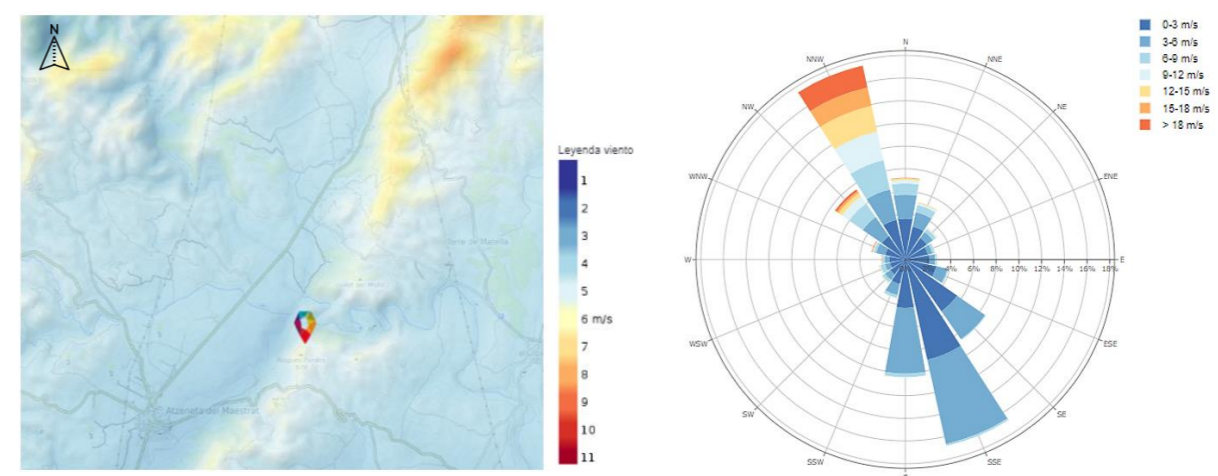 N
Leyenda viento
1
2
3
4
5
6 m/s
7
8
9
10
11
Atzeneta del Maestrat
N
NNE
NE
ENE
E
ESE
SE
SSE
SSW
SW
WSW
W
WNW
NW
NNW
2% 4% 6% 8% 10% 12% 14% 16% 18%
0-3 m/s
3-6 m/s
6-9 m/s
9-12 m/s
12-15 m/s
15-18 m/s
> 18 m/s